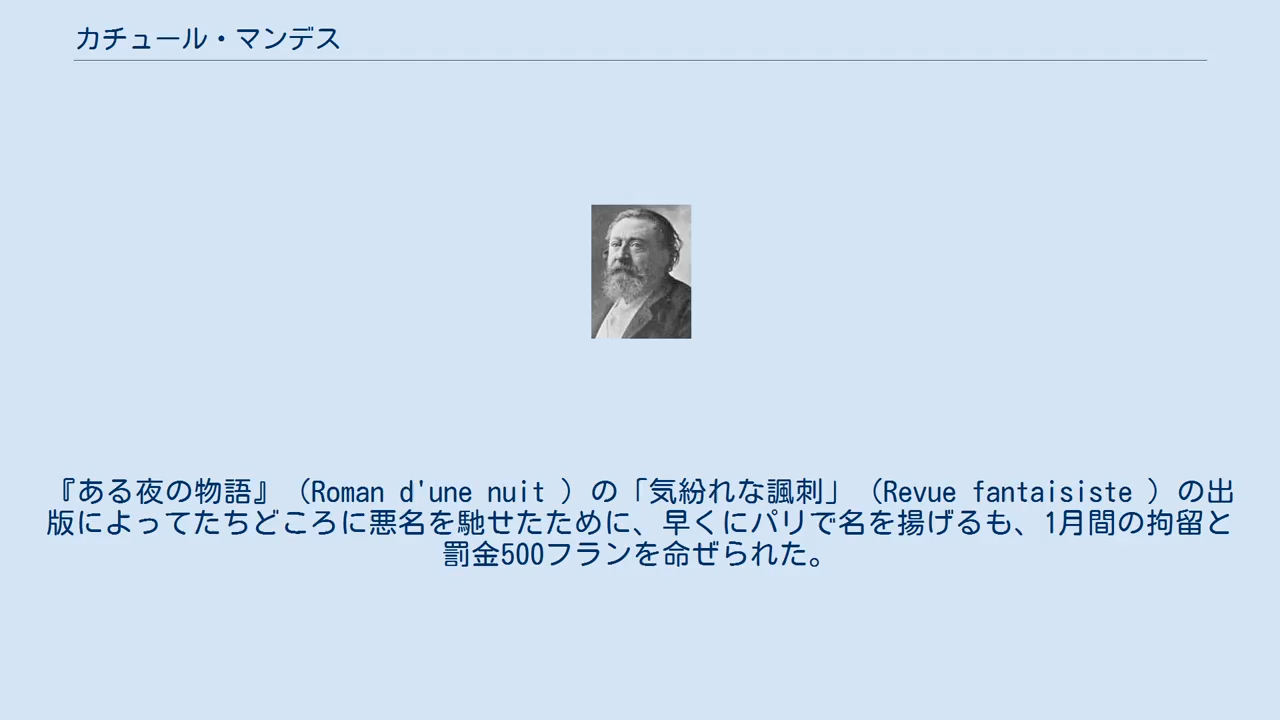 カチュール・マンデス
『ある夜の物語』（Roman d'une nuit ）の「気紛れな諷刺」（Revue fantaisiste ）の出
版によってたちどころに悪名を馳せたために、早くにパリで名を揚げるも、1月間の拘留と
罰金500フランを命ぜられた。